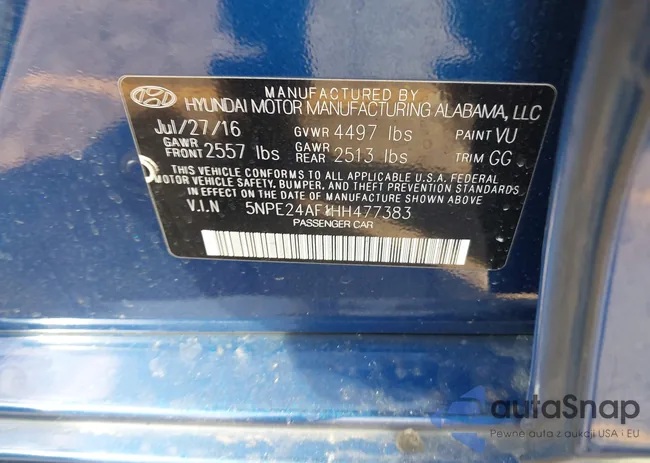 MANUFACTURED BY
HYUNDAI MOTOR MANUFACTURING ALABAMA, LLC
Jul/27/16 GVWR 4497 lbs PAINT VU
GAWR FRONT 2557 lbs GAWR REAR 2513 lbs TRIM GG
THIS VEHICLE CONFORMS TO ALL APPLICABLE U.S.A. FEDERAL
MOTOR VEHICLE SAFETY, BUMPER, AND THEFT PREVENTION STANDARDS
IN EFFECT ON THE DATE OF MANUFACTURE SHOWN ABOVE.
V.I.N 5NPE24AF1HH477383
PASSENGER CAR
autaSnap
Pewne auta z aukcji USA i EU